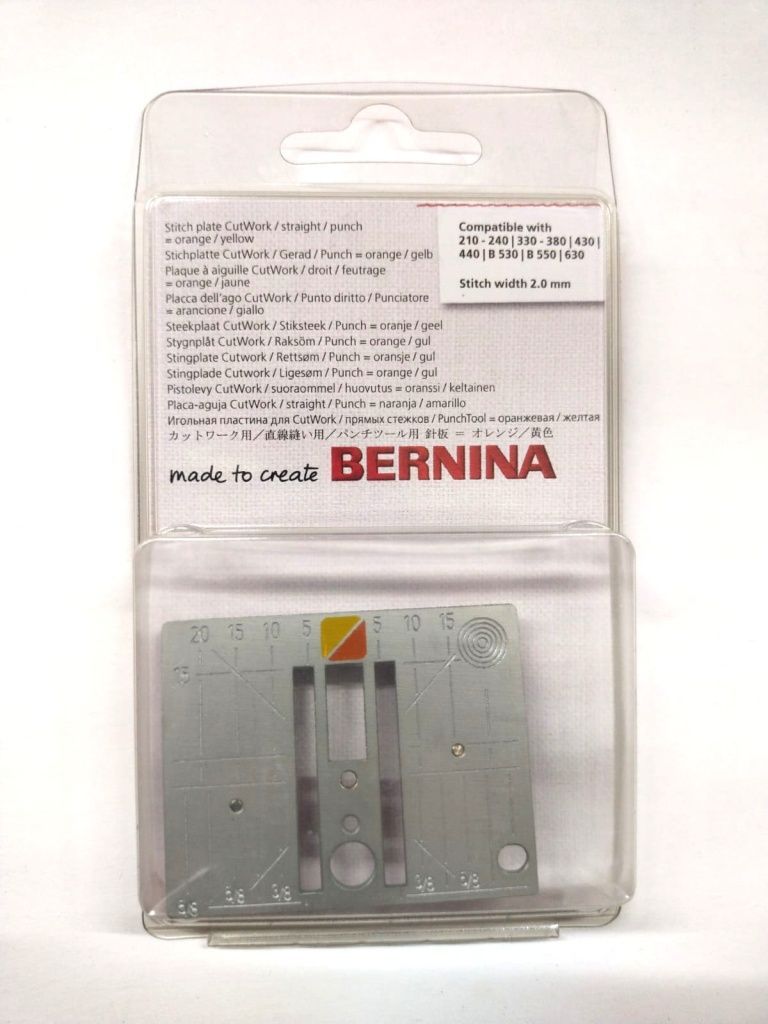 Stitch plate CutWork / straight / punch
= orange / yellow
Stichplatte CutWork / Gerad / Punch = orange / gelb
Plaque à aiguille CutWork / droit / feutrage
= orange / jaune
Placca dell'ago CutWork / Punto diritto / Punciatore
= arancione / giallo
Steekplaat CutWork / Stiksteek / Punch = oranje / geel
Stygnplåt CutWork / Raksöm / Punch = orange / gul
Stingplate Cutwork / Rettsøm / Punch = oransje / gul
Stingplade Cutwork / Ligesøm / Punch = orange / gul
Pistolevy CutWork / suoraommel / huovutus = oranssi / keltainen
Placa-aguja CutWork / straight / Punch = naranja / amarillo
Игольная пластина для CutWork / прямых стежков / PunchTool = оранжевая / желтая
カットワーク用／直線縫い用／パンチツール用 針板 ＝ オレンジ／黄色
Compatible with
210 - 240 | 330 - 380 | 430 |
440 | B 530 | B 550 | 630
Stitch width 2.0 mm
made to create BERNINA
20 15 10 5 5 10 15
15
8/8 5/8 3/8 3/8 5/8